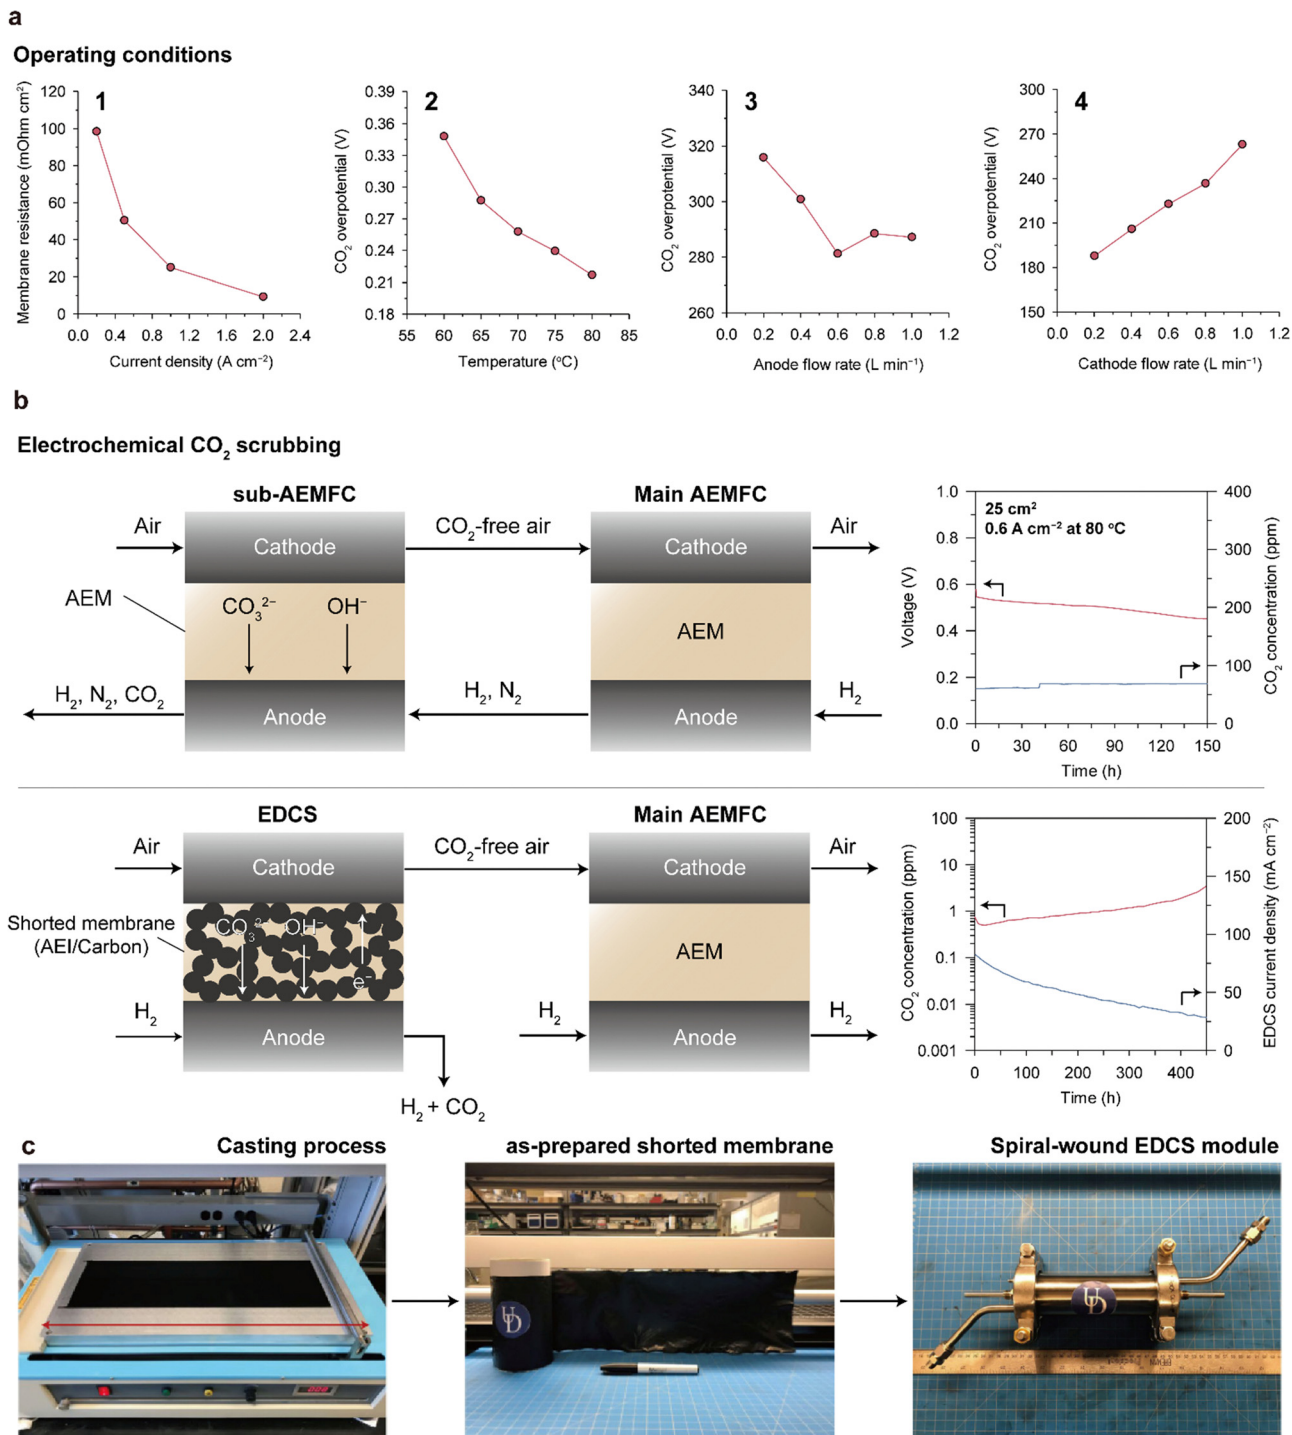 a
Operating conditions
1
Membrane resistance (mOhm cm²)
120
100
80
60
40
20
0
0.0 0.4 0.8 1.2 1.6 2.0 2.4
Current density (A cm⁻²)
2
CO₂ overpotential (V)
0.39
0.36
0.33
0.30
0.27
0.24
0.21
0.18
55 60 65 70 75 80 85
Temperature (°C)
3
CO₂ overpotential (V)
340
320
300
280
260
0.0 0.2 0.4 0.6 0.8 1.0 1.2
Anode flow rate (L min⁻¹)
4
CO₂ overpotential (V)
300
270
240
210
180
150
0.0 0.2 0.4 0.6 0.8 1.0 1.2
Cathode flow rate (L min⁻¹)
b
Electrochemical CO₂ scrubbing
sub-AEMFC
Main AEMFC
Air
Cathode
CO₂-free air
Cathode
Air
AEM
CO₃²⁻
OH⁻
AEM
H₂, N₂, CO₂
Anode
H₂, N₂
Anode
H₂
25 cm²
0.6 A cm⁻² at 80 °C
Voltage (V)
1.0
0.8
0.6
0.4
0.2
0.0
CO₂ concentration (ppm)
400
300
200
100
0
0 30 60 90 120 150
Time (h)
EDCS
Main AEMFC
Air
Cathode
CO₂-free air
Cathode
Air
Shorted membrane
(AEI/Carbon)
CO₃²⁻
OH⁻
e⁻
AEM
H₂
Anode
H₂
Anode
H₂
H₂ + CO₂
CO₂ concentration (ppm)
100
10
1
0.1
0.01
0.001
EDCS current density (mA cm⁻²)
200
150
100
50
0
0 100 200 300 400
Time (h)
c
Casting process
as-prepared shorted membrane
Spiral-wound EDCS module
UD
UD